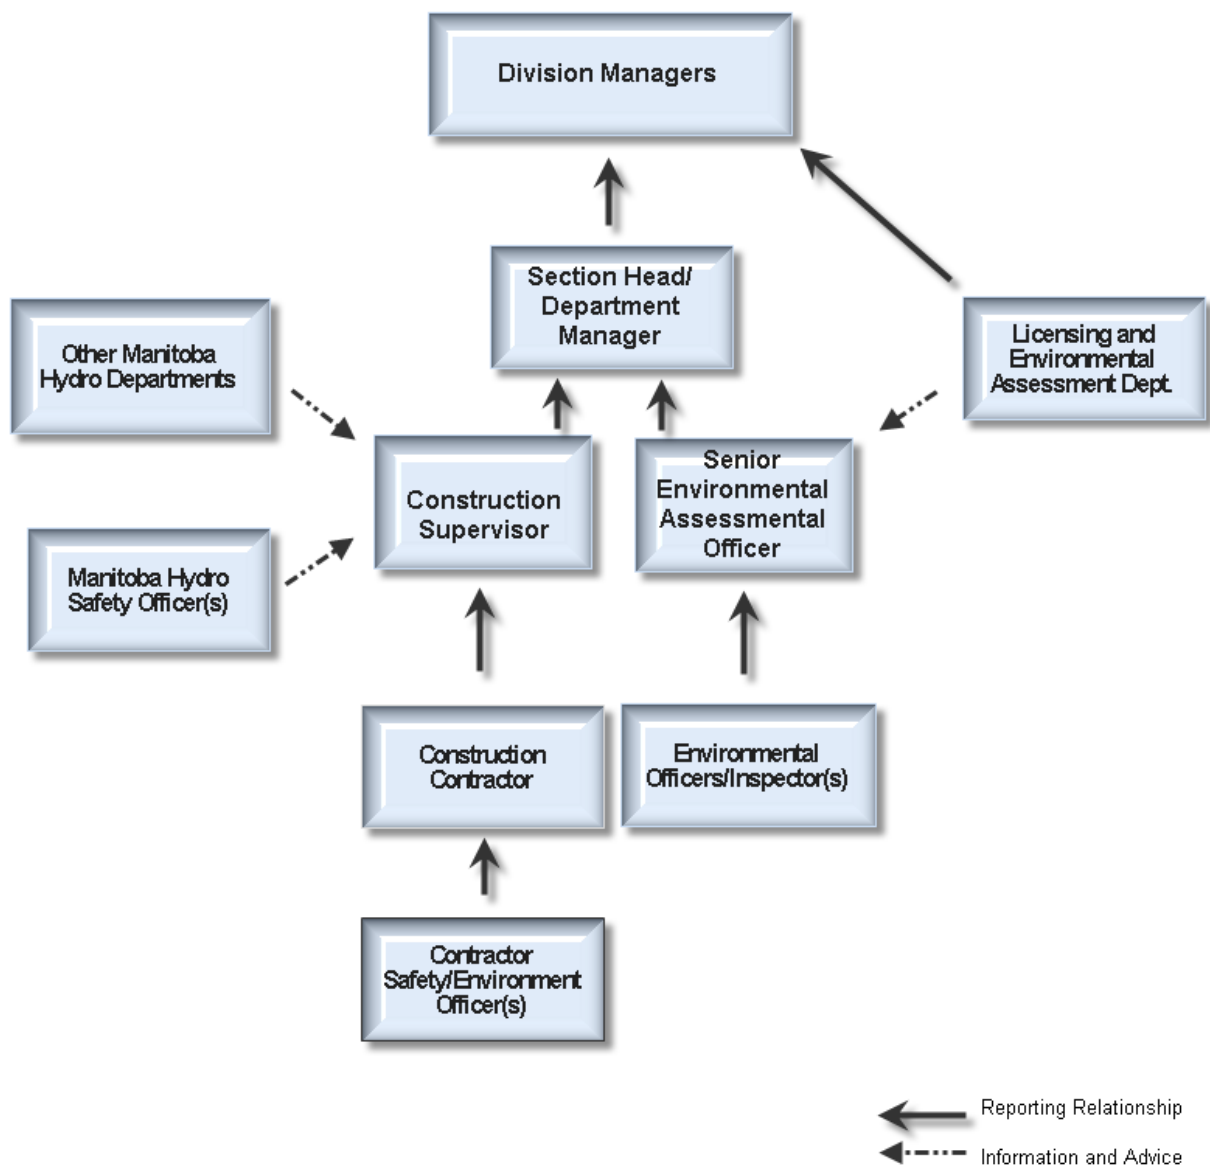 Division Managers
Section Head/
Department
Manager
Other Manitoba
Hydro Departments
Licensing and
Environmental
Assessment Dept.
Construction
Supervisor
Senior
Environmental
Assessmental
Officer
Manitoba Hydro
Safety Officer(s)
Construction
Contractor
Environmental
Officers/Inspector(s)
Contractor
Safety/Environment
Officer(s)
Reporting Relationship
Information and Advice